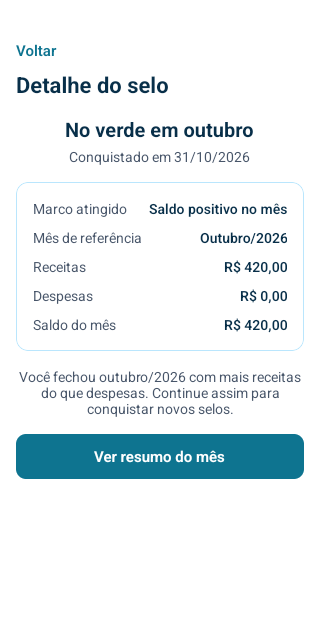 Voltar
Detalhe do selo
No verde em outubro
Conquistado em 31/10/2026
Marco atingido Saldo positivo no mês
Mês de referência Outubro/2026
Receitas R$ 420,00
Despesas R$ 0,00
Saldo do mês R$ 420,00
Você fechou outubro/2026 com mais receitas
do que despesas. Continue assim para
conquistar novos selos.
Ver resumo do mês